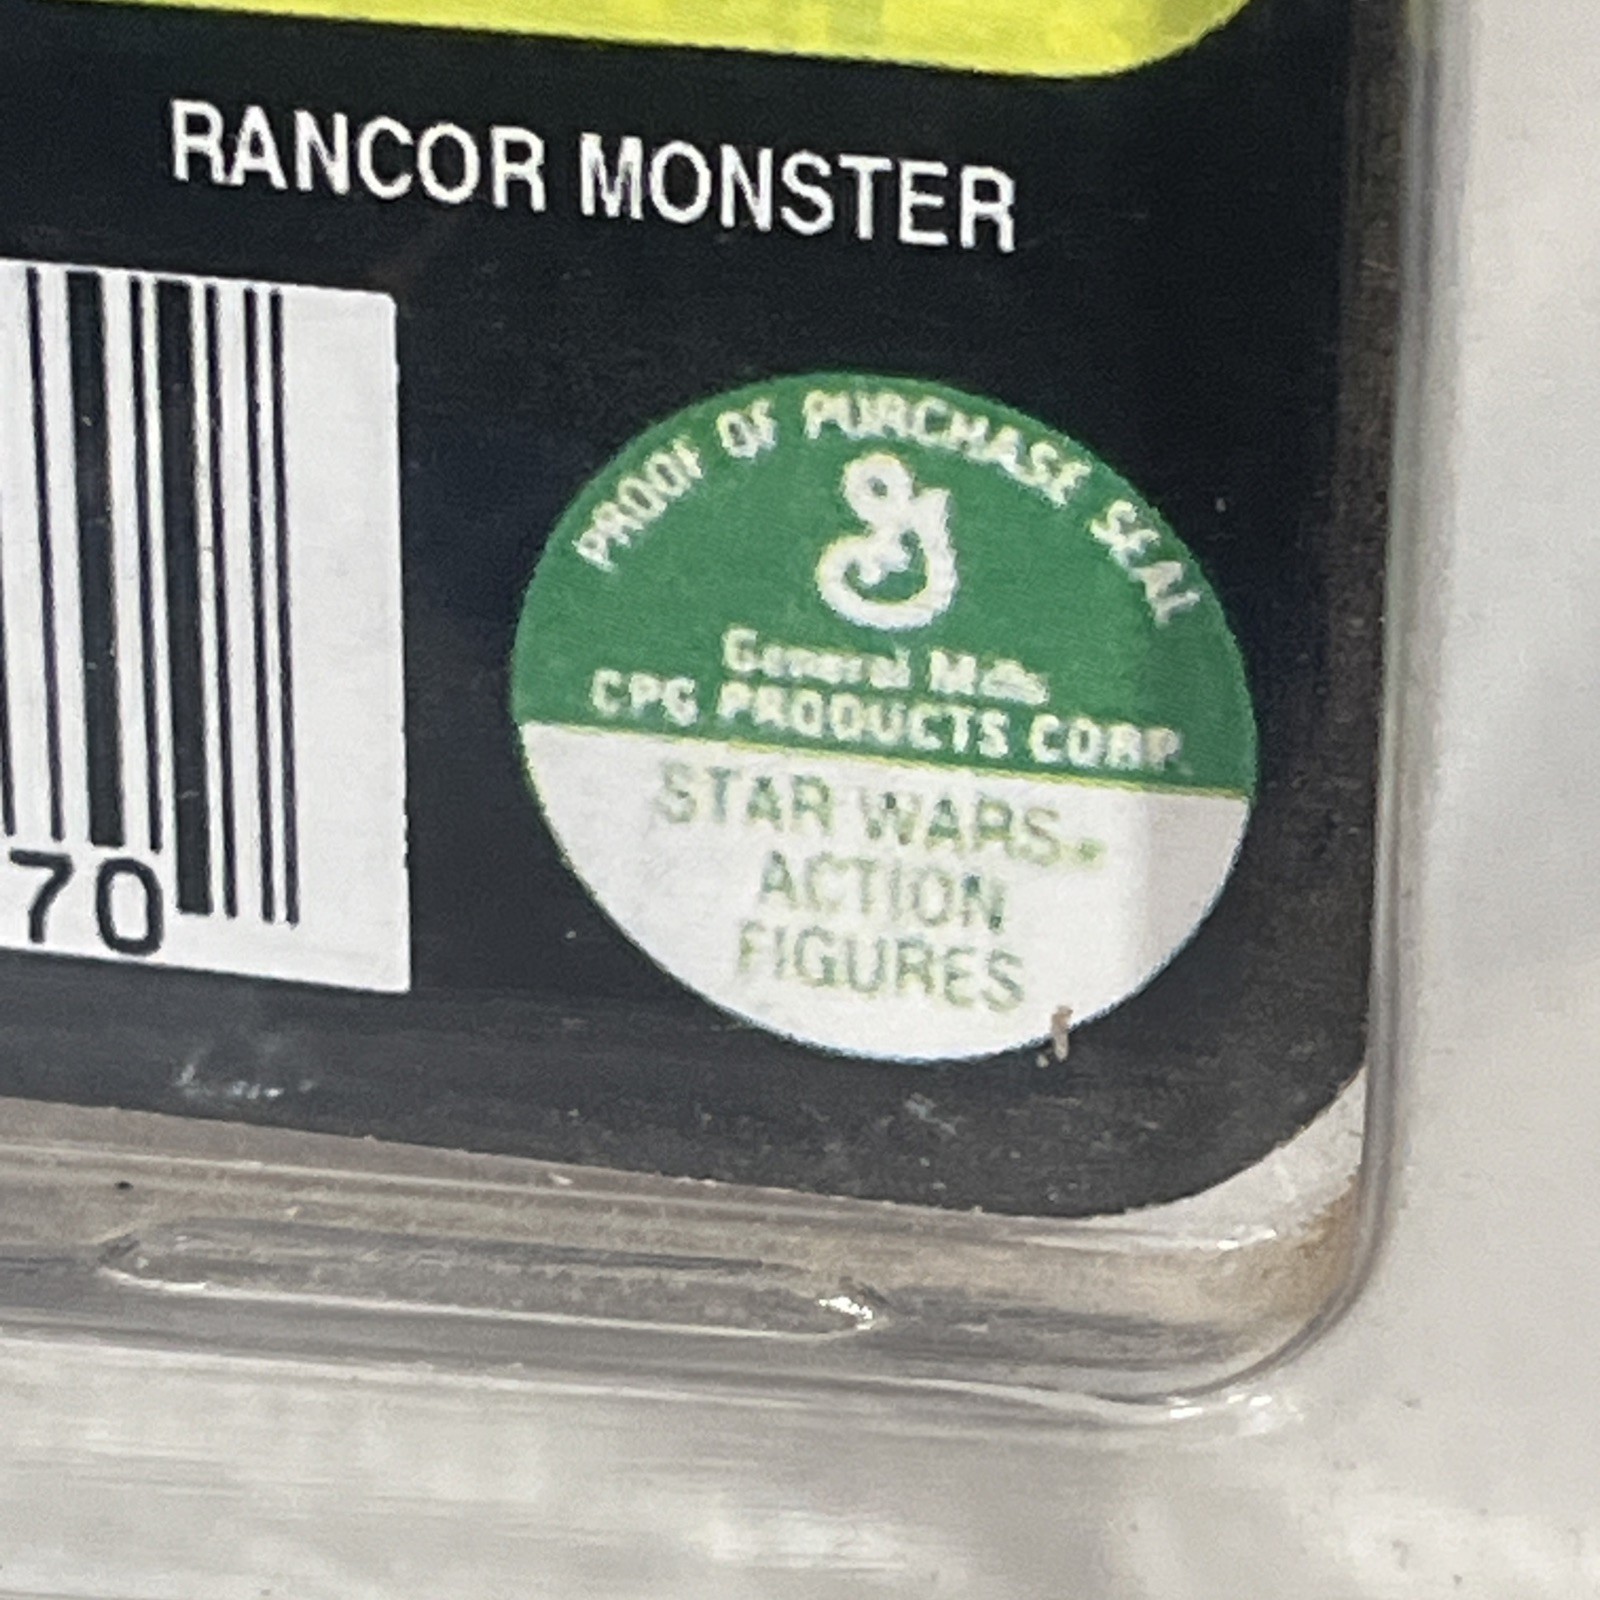 RANCOR MONSTER
70
PROOF OF PURCHASE SEAL
General Mills
CPG PRODUCTS CORP.
STAR WARS
ACTION
FIGURES